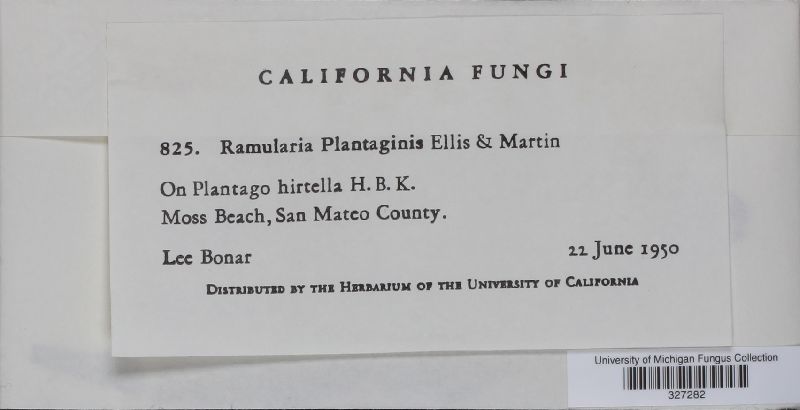 CALIFORNIA FUNGI
825. Ramularia Plantaginis Ellis & Martin
On Plantago hirtella H. B. K.
Moss Beach, San Mateo County.
Lee Bonar 22 June 1950
DISTRIBUTED BY THE HERBARIUM OF THE UNIVERSITY OF CALIFORNIA
University of Michigan Fungus Collection
327282